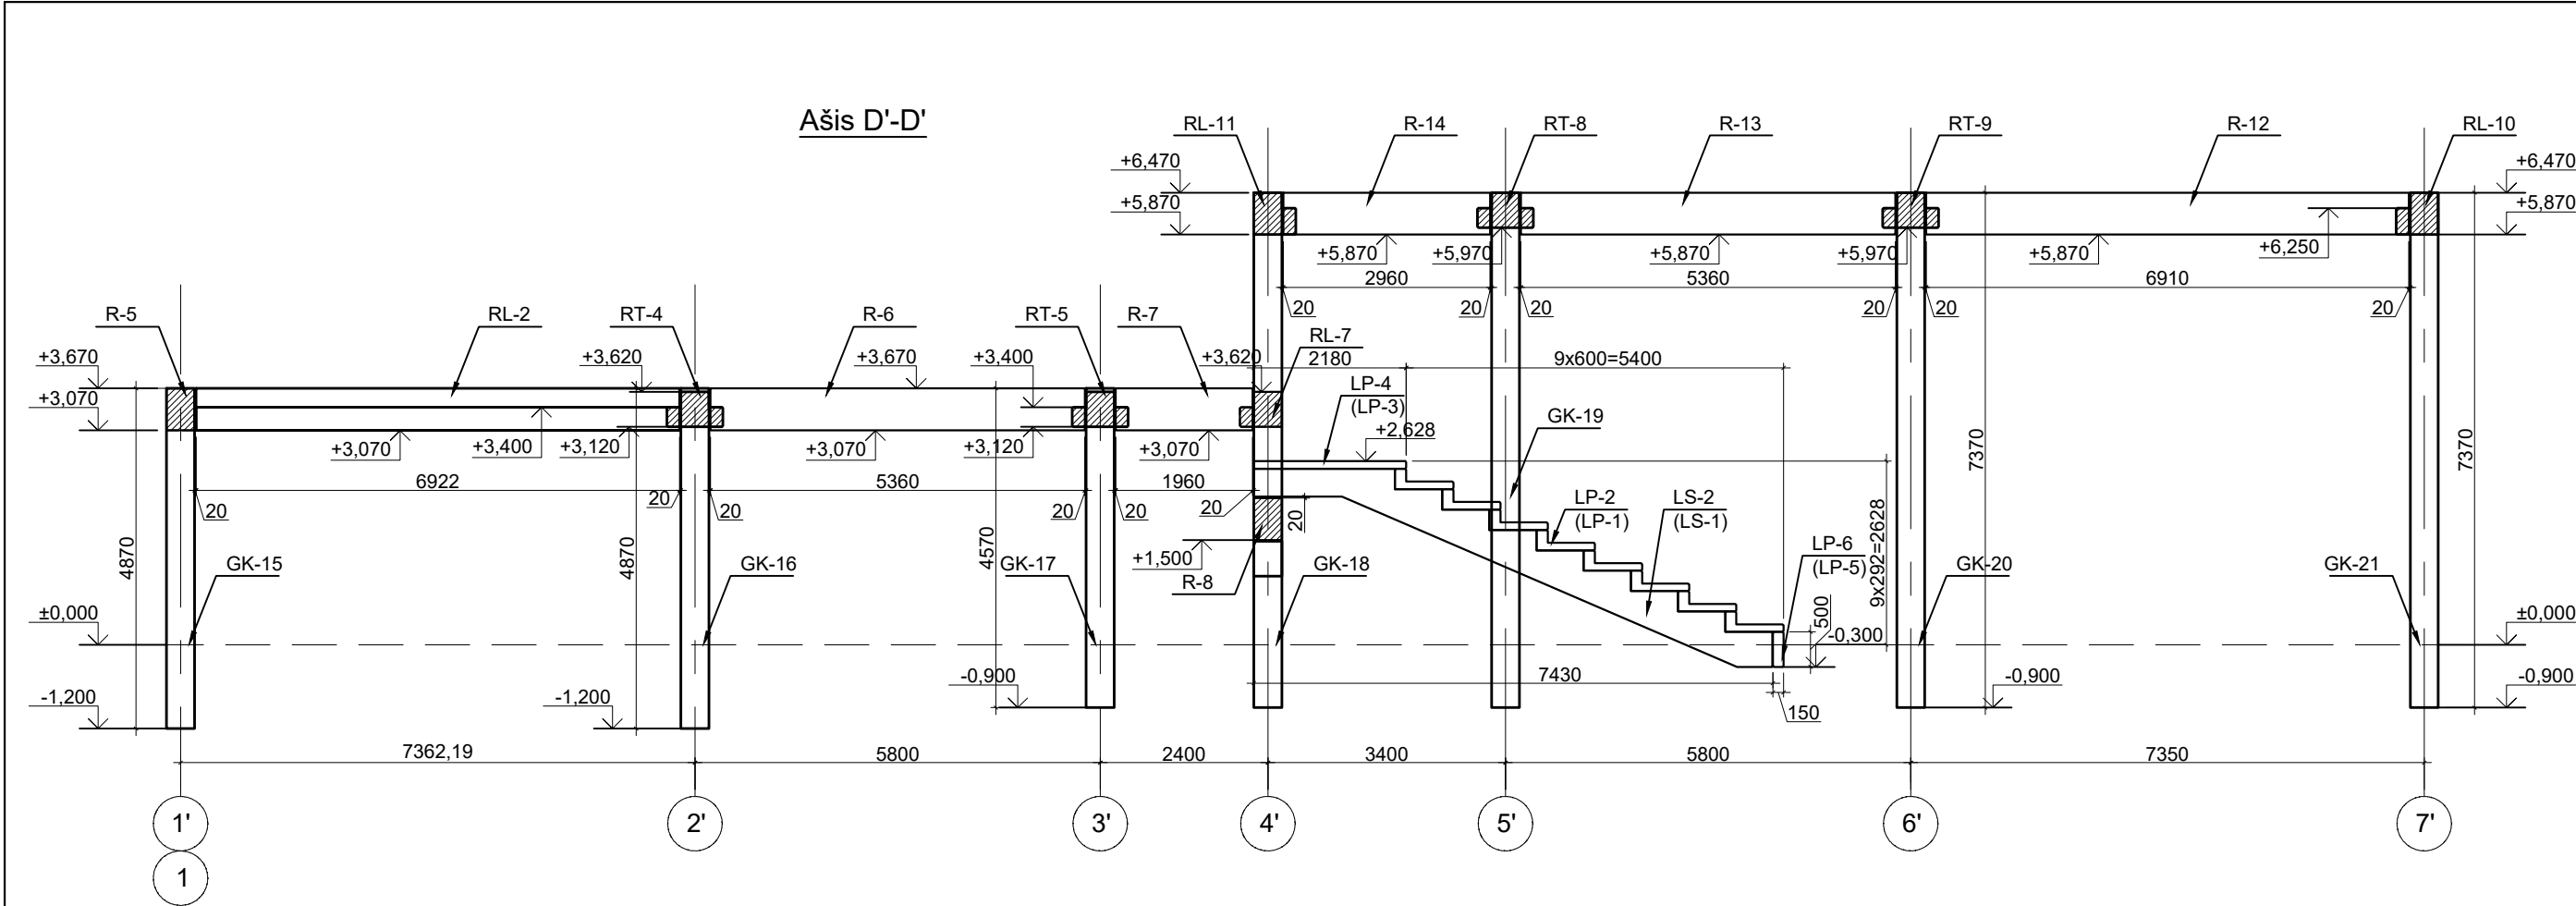 Ašis D'-D'
RL-11
R-14
RT-8
R-13
RT-9
R-12
RL-10
+6,470
+6,470
+5,870
+5,870
+5,870
+5,970
+5,870
+5,970
+5,870
+6,250
2960
5360
6910
20
20
20
20
20
20
R-5
RL-2
RT-4
R-6
RT-5
R-7
RL-7
+3,670
+3,620
+3,670
+3,400
+3,620
2180
9x600=5400
LP-4
(LP-3)
GK-19
+3,070
+2,628
+3,070
+3,400
+3,120
+3,070
+3,120
+3,070
7370
7370
6922
5360
1960
20
20
20
20
20
20
20
LP-2
(LP-1)
LS-2
(LS-1)
9x292=2628
4870
GK-15
4870
GK-16
4570
GK-17
+1,500
R-8
GK-18
LP-6
(LP-5)
GK-20
GK-21
±0,000
500
-0,300
±0,000
-1,200
-1,200
-0,900
7430
150
-0,900
-0,900
7362,19
5800
2400
3400
5800
7350
1'
2'
3'
4'
5'
6'
7'
1